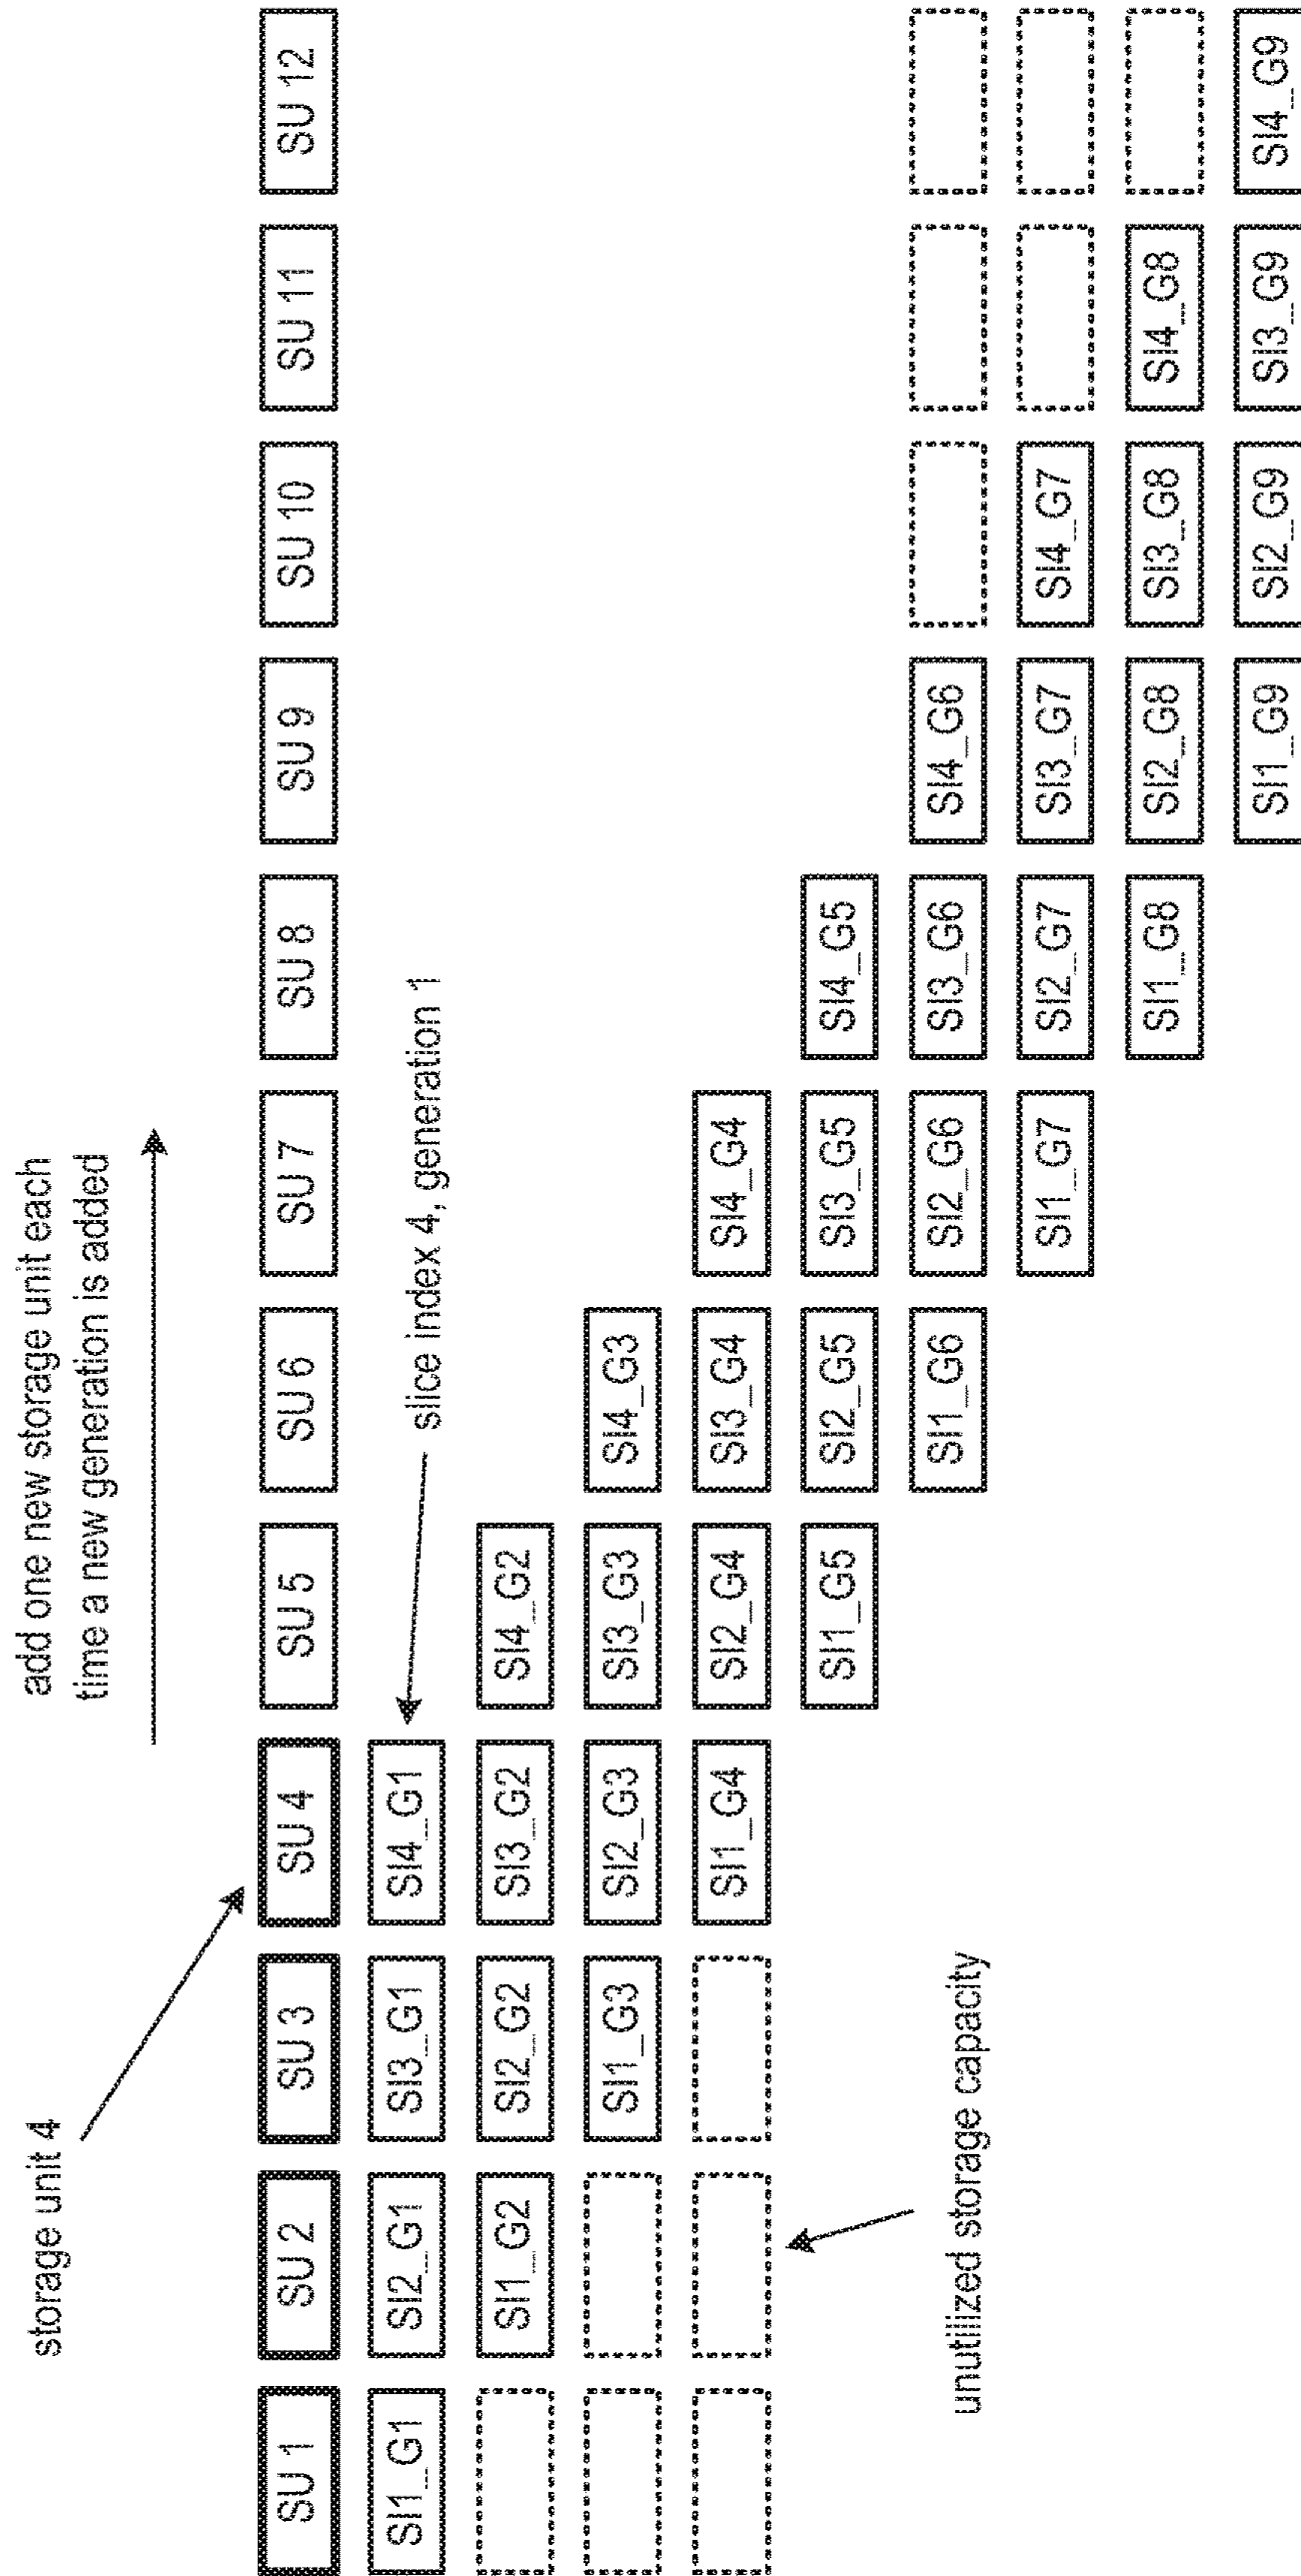 add one new storage unit each
time a new generation is added
storage unit 4
SU 1 SU 2 SU 3 SU 4 SU 5 SU 6 SU 7 SU 8 SU 9 SU 10 SU 11 SU 12
SI1_G1 SI2_G1 SI3_G1 SI4_G1 slice index 4, generation 1
SI1_G2 SI2_G2 SI3_G2 SI4_G2
SI1_G3 SI2_G3 SI3_G3 SI4_G3
SI1_G4 SI2_G4 SI3_G4 SI4_G4
SI1_G5 SI2_G5 SI3_G5 SI4_G5
SI1_G6 SI2_G6 SI3_G6 SI4_G6
unutilized storage capacity
SI1_G7 SI2_G7 SI3_G7 SI4_G7
SI1_G8 SI2_G8 SI3_G8 SI4_G8
SI1_G9 SI2_G9 SI3_G9 SI4_G9